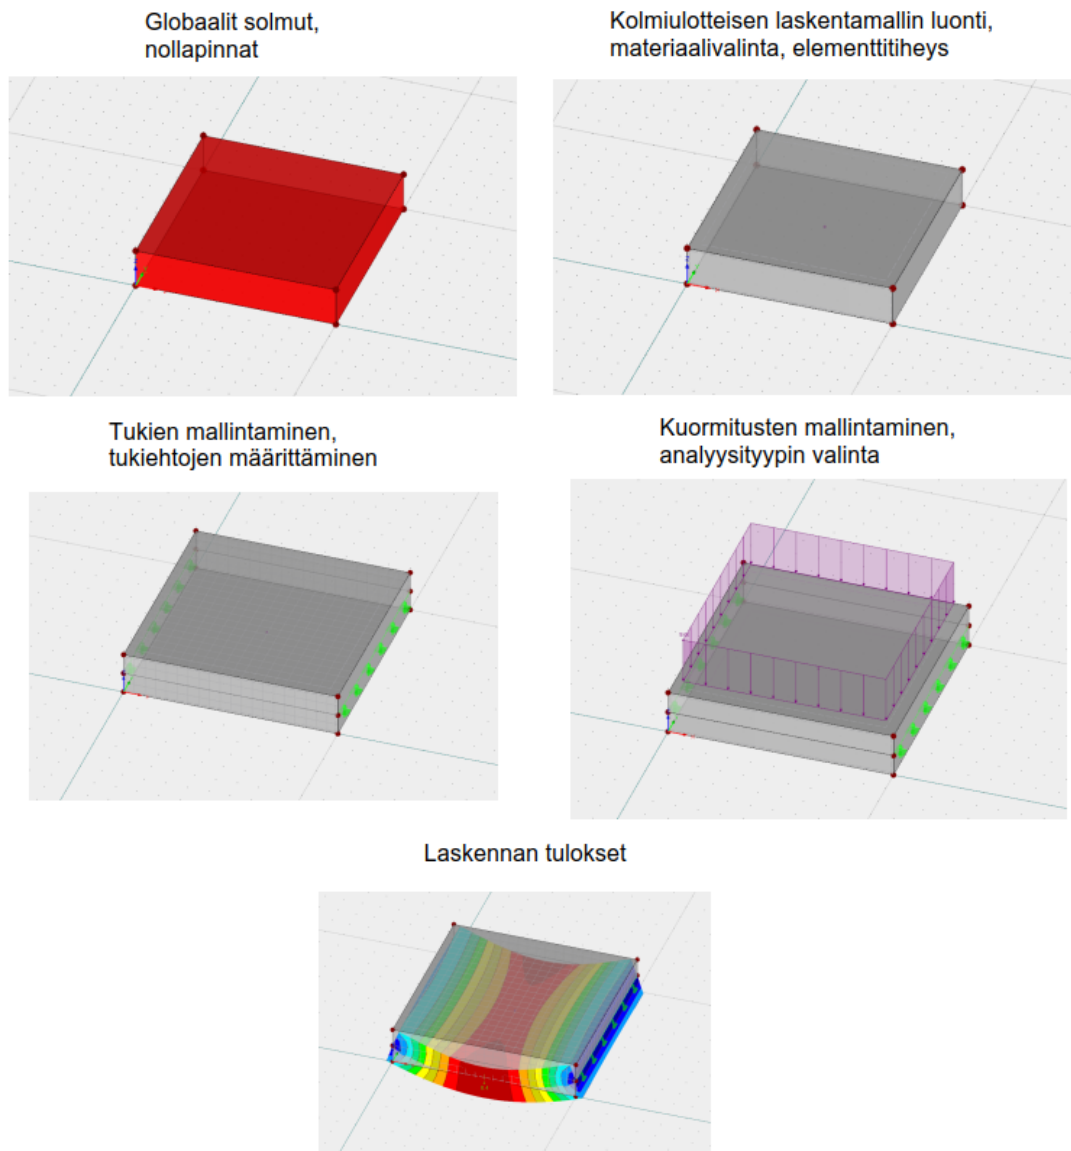 Globaalit solmut,
nollapinnat
Kolmiulotteisen laskentamallin luonti,
materiaalivalinta, elementtitiheys
Tukien mallintaminen,
tukiehtojen määrittäminen
Kuormitusten mallintaminen,
analyysityypin valinta
Laskennan tulokset